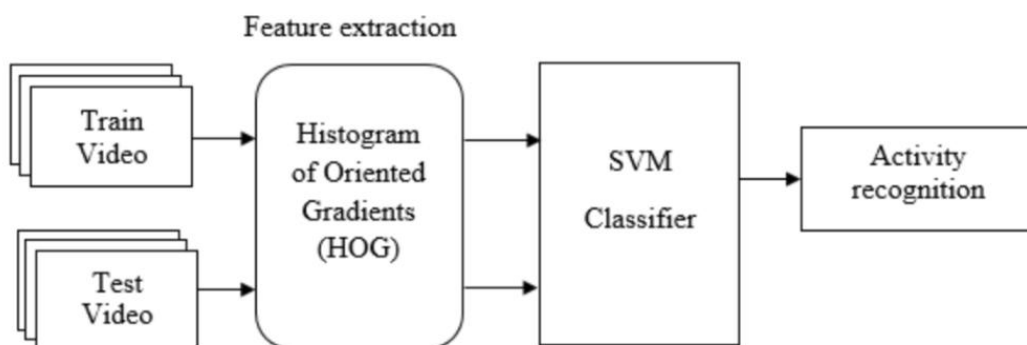 Feature extraction
Train
Video
Test
Video
Histogram
of Oriented
Gradients
(HOG)
SVM
Classifier
Activity
recognition